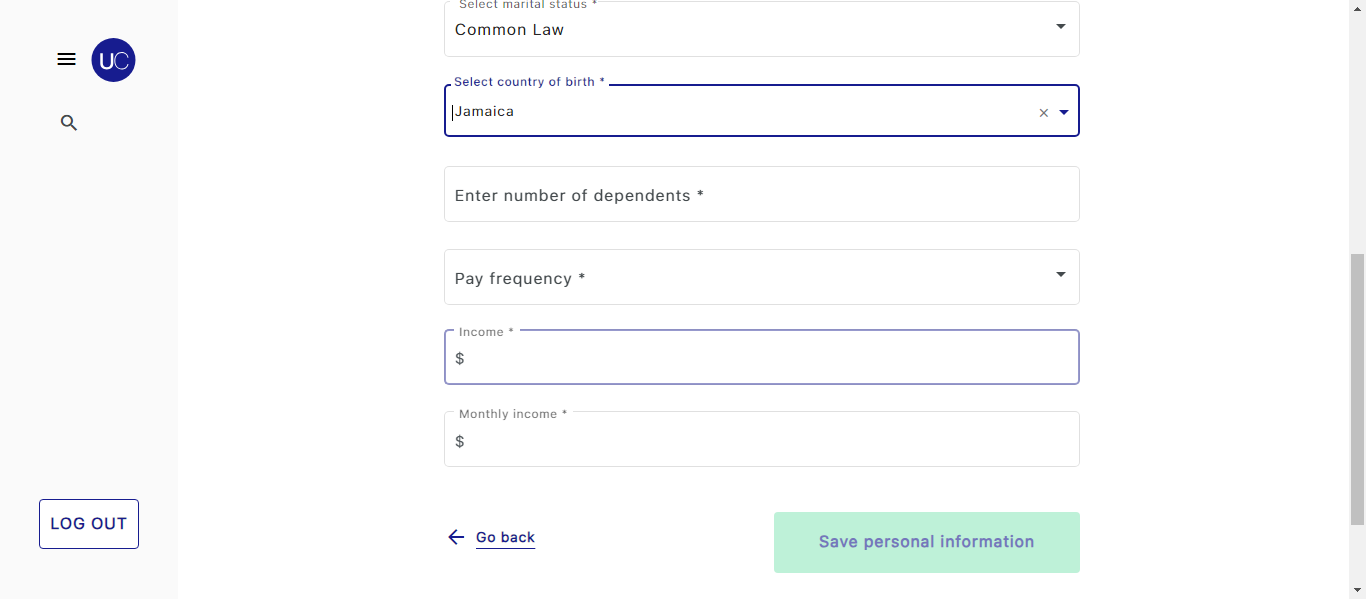 Select marital status *
Common Law
UC
Select country of birth *
Jamaica
Enter number of dependents *
Pay frequency *
Income *
$
Monthly income *
$
LOG OUT
Go back
Save personal information